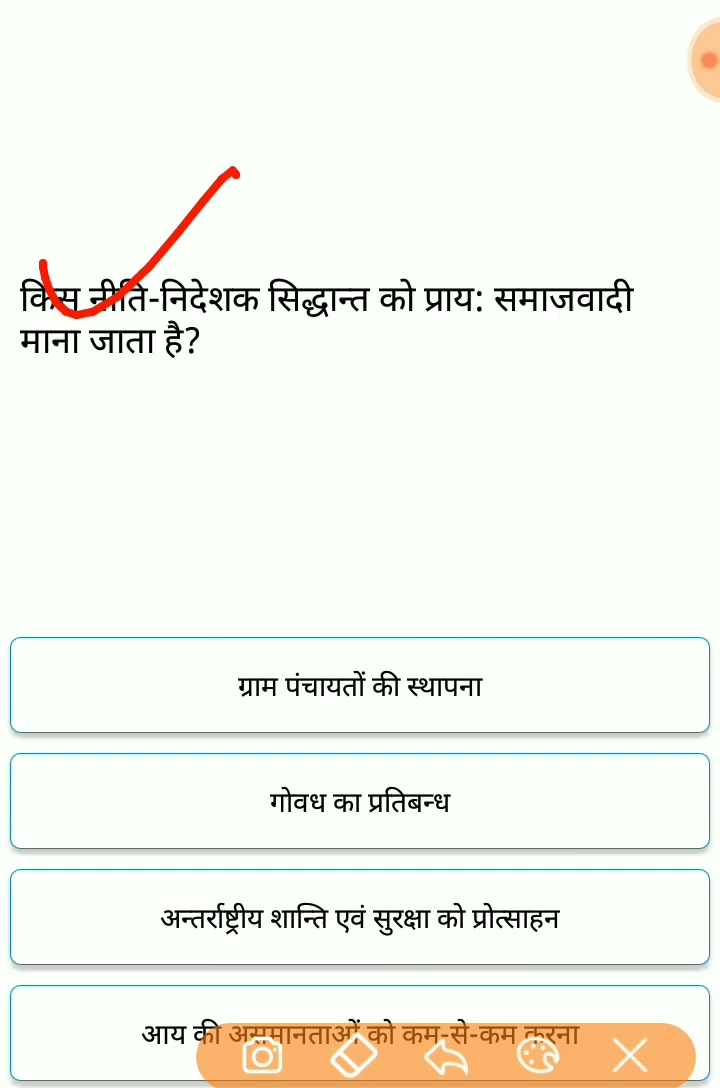 किस नीति-निदेशक सिद्धान्त को प्राय: समाजवादी
माना जाता है?
ग्राम पंचायतों की स्थापना
गोवध का प्रतिबन्ध
अन्तर्राष्ट्रीय शान्ति एवं सुरक्षा को प्रोत्साहन
आय की असमानताओं को कम-से-कम करना